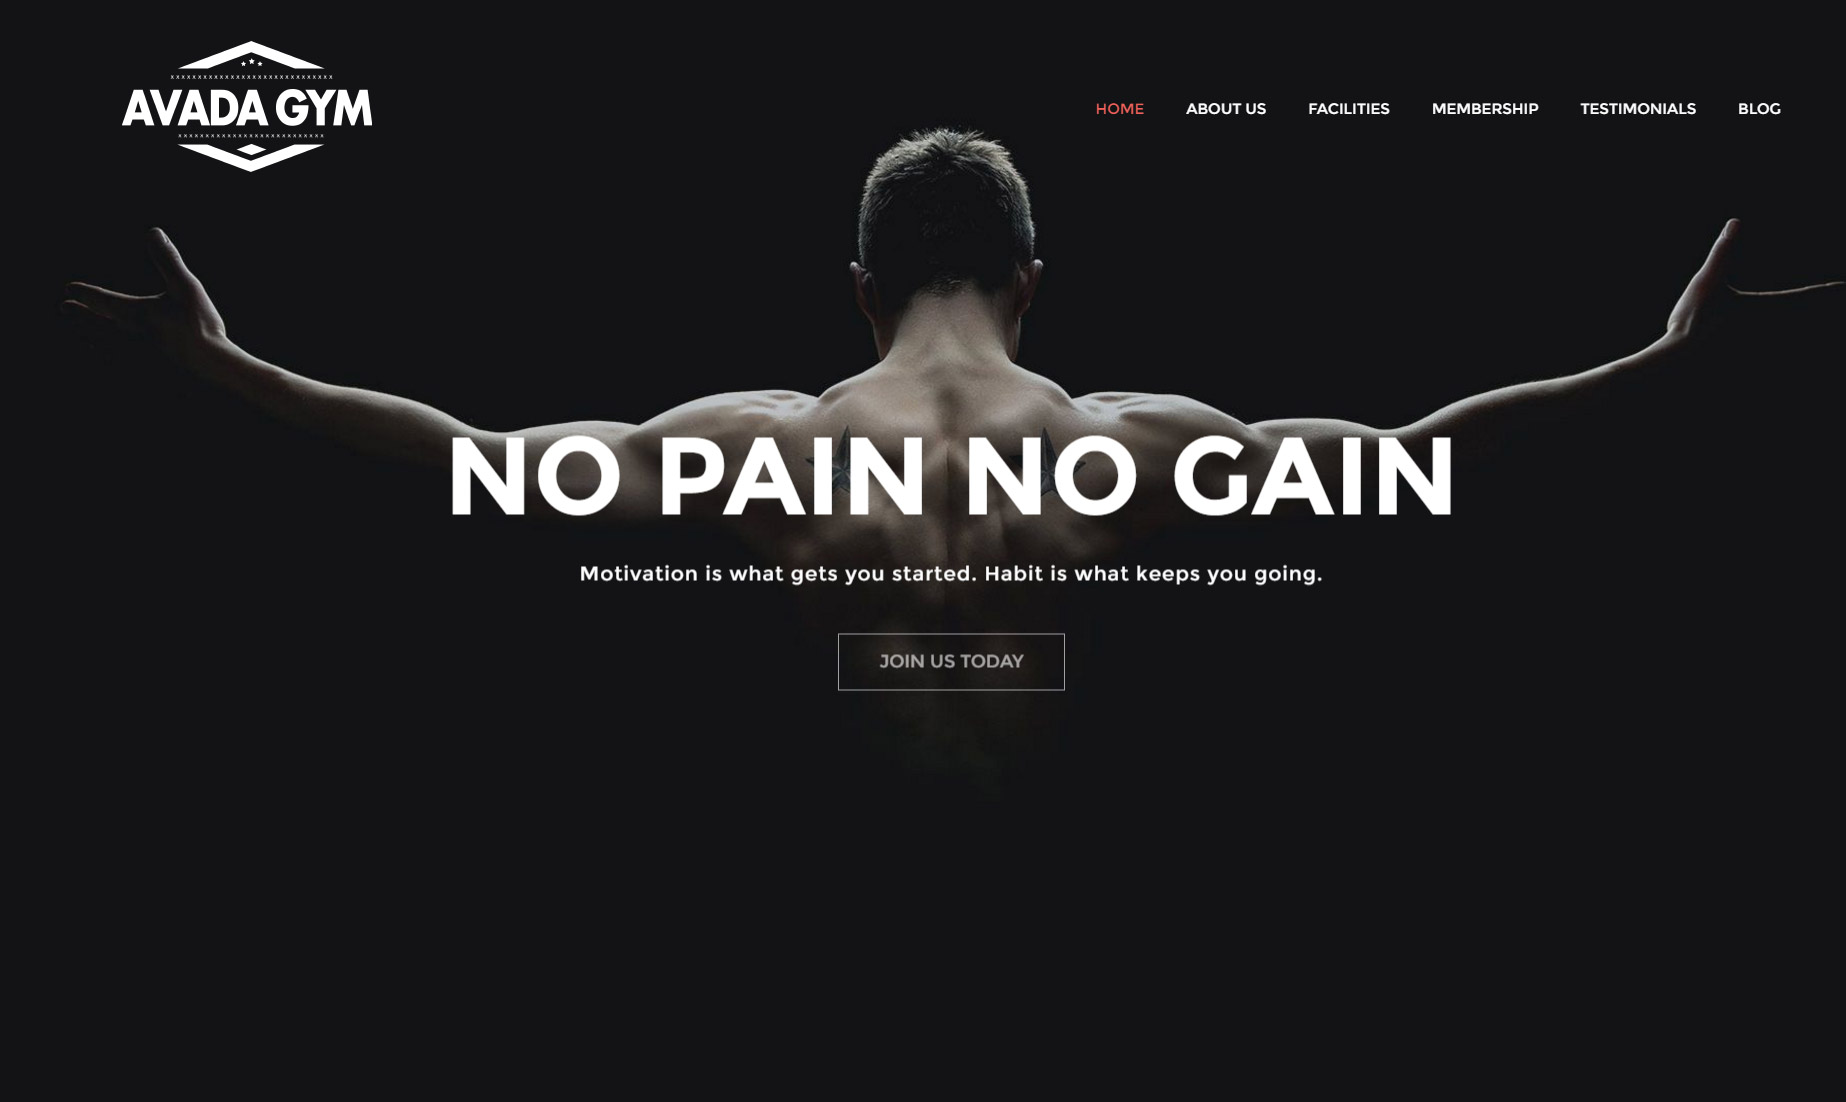 AVADA GYM
HOME ABOUT US FACILITIES MEMBERSHIP TESTIMONIALS BLOG
NO PAIN NO GAIN
Motivation is what gets you started. Habit is what keeps you going.
JOIN US TODAY